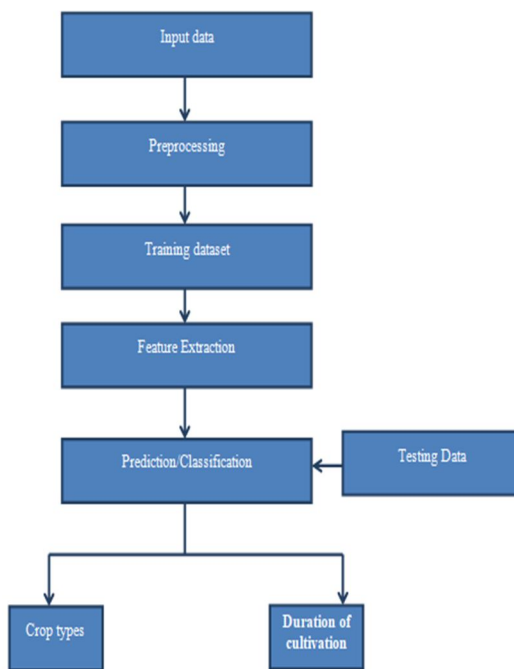 Input data
Preprocessing
Training dataset
Feature Extraction
Prediction/Classification
Testing Data
Crop types
Duration of
cultivation